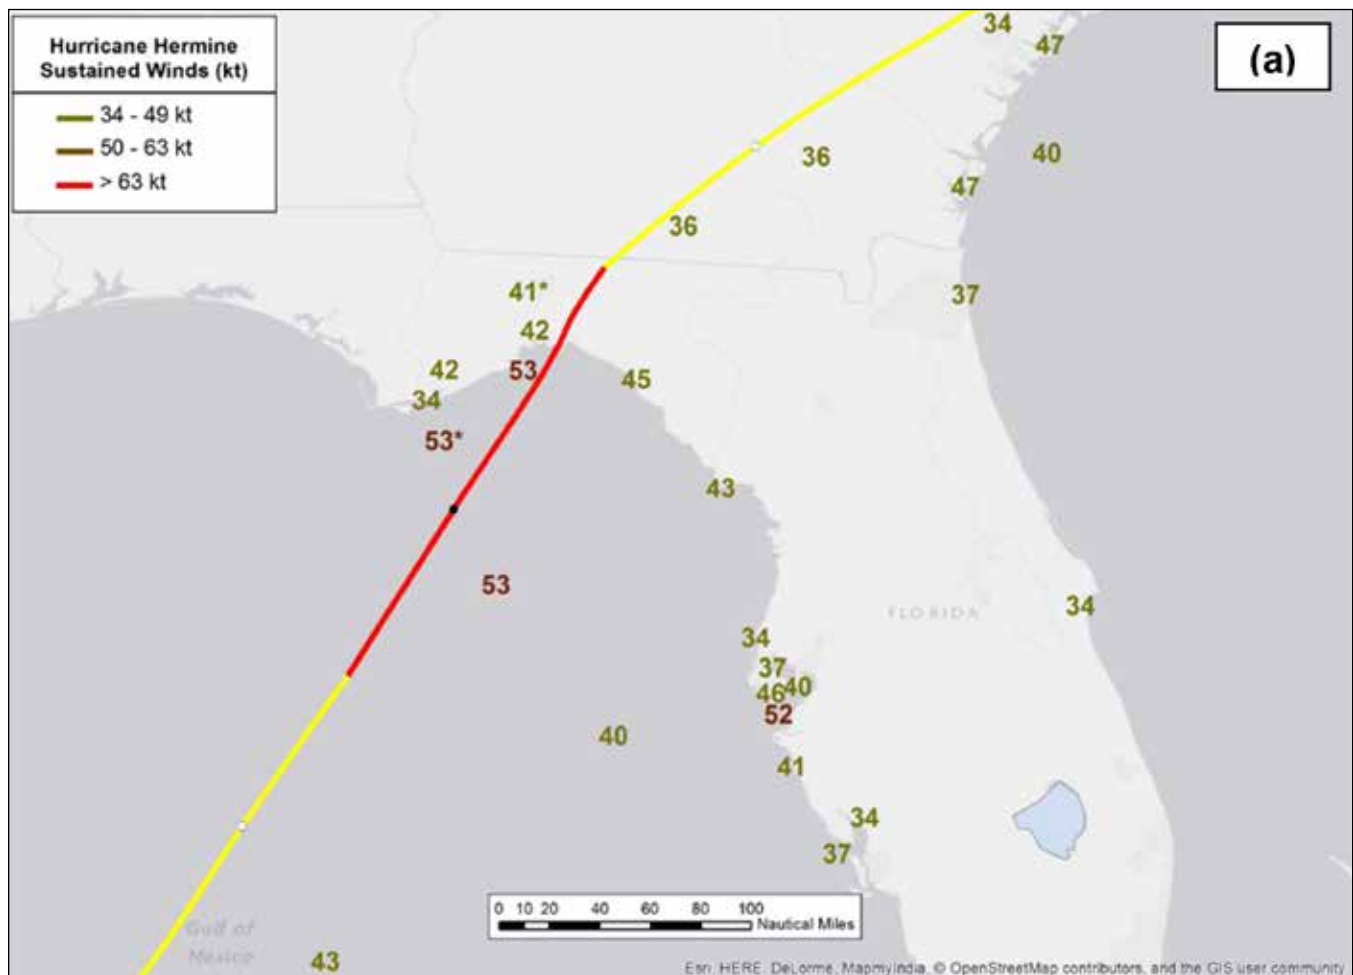 Hurricane Hermine
Sustained Winds (kt)
34 - 49 kt
50 - 63 kt
> 63 kt
(a)
34
47
36
40
47
36
41*
37
42
42
53
45
34
53*
43
53
34
FLORIDA
34
37
46
40
52
40
41
34
37
0 10 20 40 60 80 100
Nautical Miles
Gulf of
Mexico
43
Esri, HERE, DeLorme, MapmyIndia, © OpenStreetMap contributors, and the GIS user community